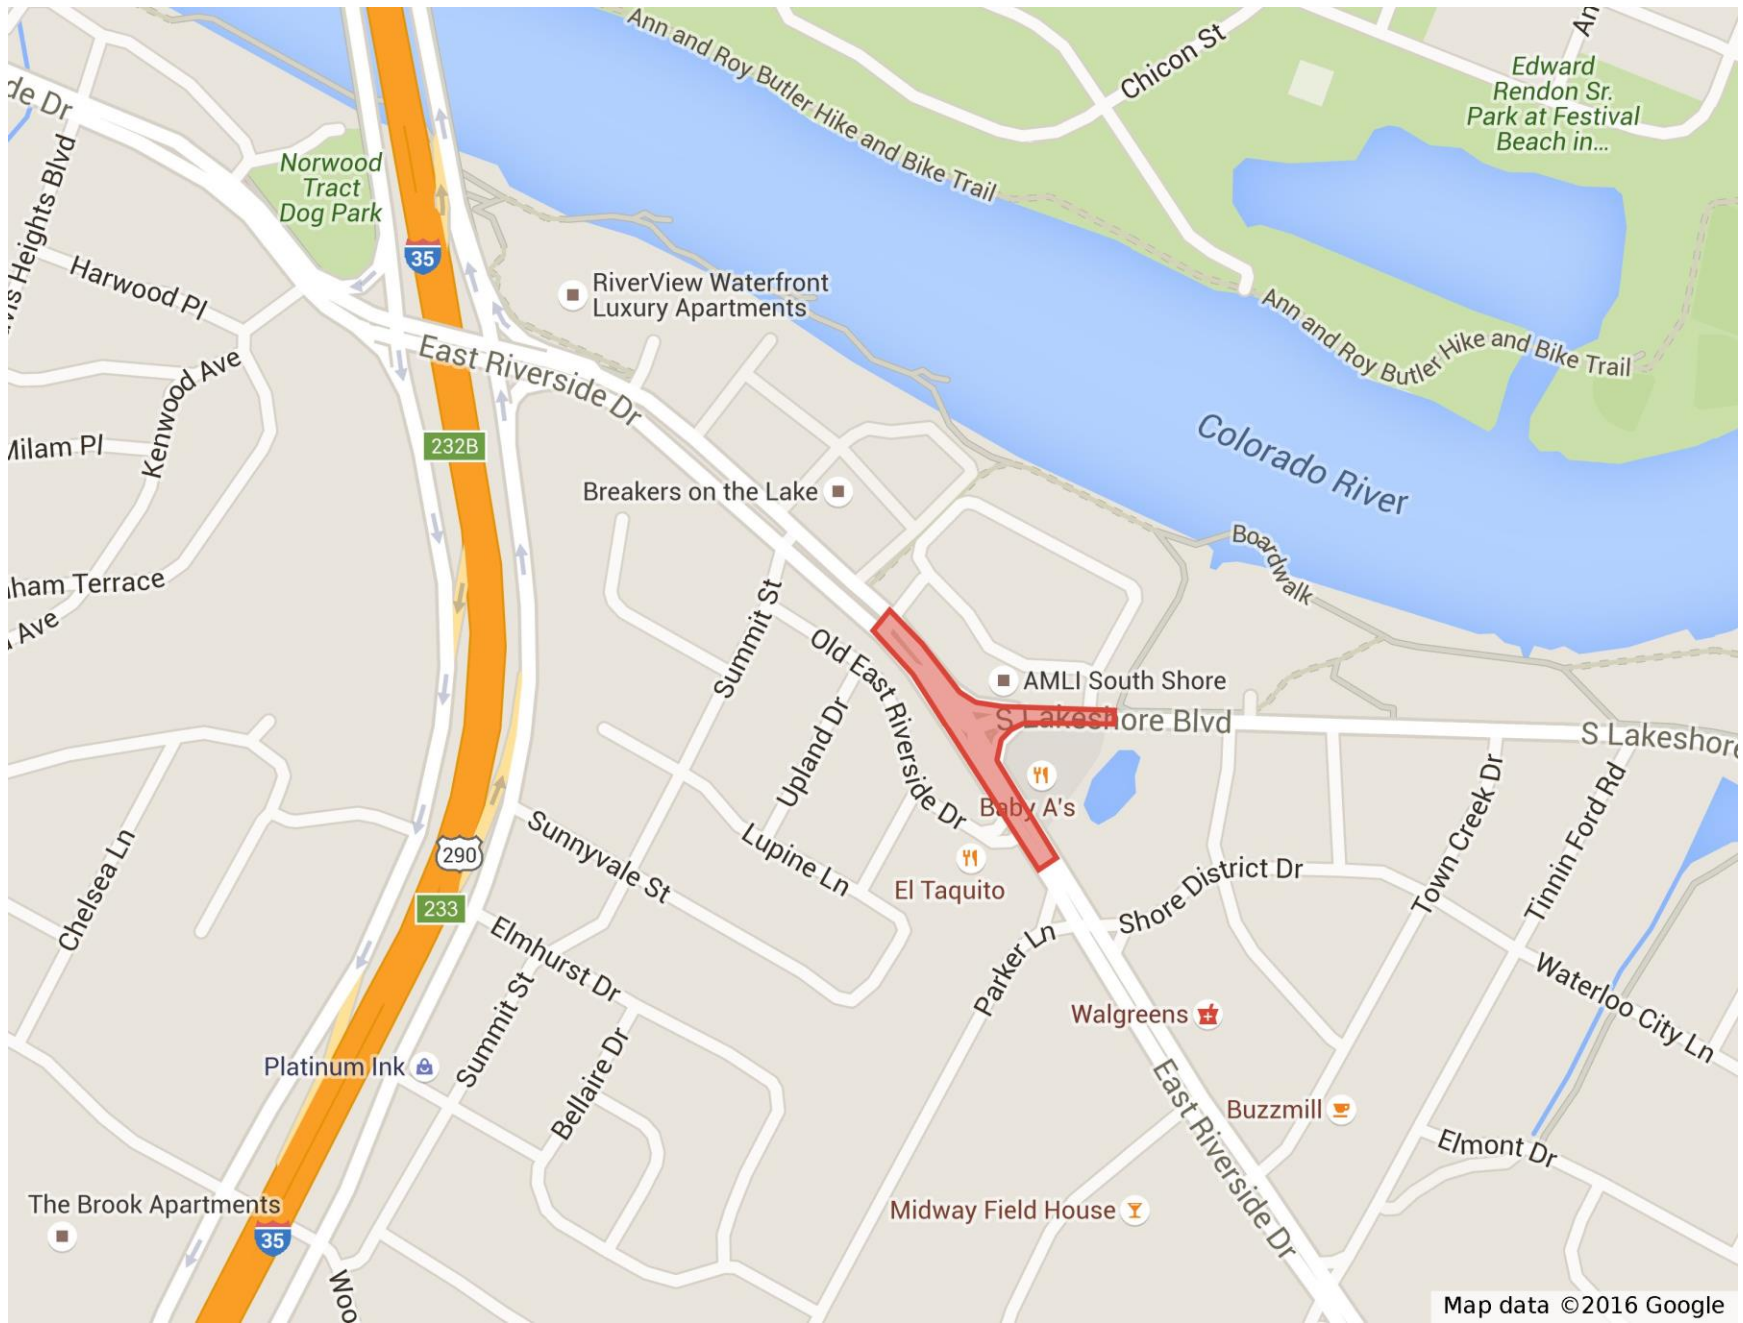 Ann and Roy Butler Hike and Bike Trail
Chicon St
An
Edward
Rendon Sr.
Park at Festival
Beach in...
de Dr
Norwood
Tract
Dog Park
is Heights Blvd
35
Harwood Pl
RiverView Waterfront
Luxury Apartments
Ann and Roy Butler Hike and Bike Trail
East Riverside Dr
Kenwood Ave
Milam Pl
232B
Colorado River
Breakers on the Lake
Boardwalk
ham Terrace
Ave
Summit St
Old East Riverside Dr
AMLI South Shore
S Lakeshore Blvd
S Lakeshore
Upland Dr
Baby A's
Town Creek Dr
Tinnin Ford Rd
Sunnyvale St
Lupine Ln
290
El Taquito
Shore District Dr
Chelsea Ln
233
Elmhurst Dr
Parker Ln
Waterloo City Ln
Summit St
Walgreens
Platinum Ink
Bellaire Dr
Buzzmill
East Riverside Dr
Elmont Dr
The Brook Apartments
Midway Field House
35
Woo
Map data ©2016 Google